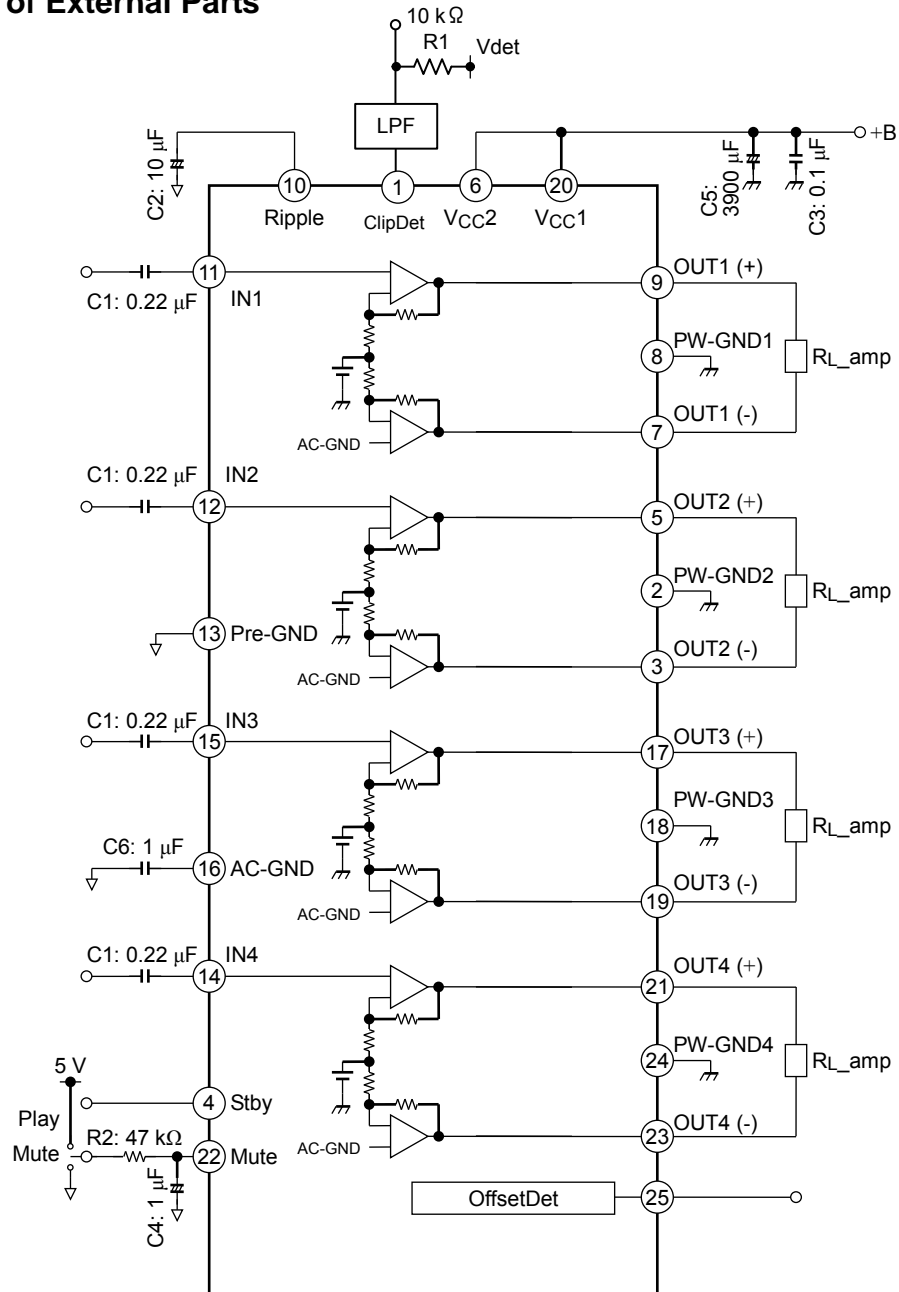 of External Parts
10 kΩ
R1
Vdet
LPF
+B
C2: 10 μF
C5: 3900 μF
C3: 0.1 μF
10
1
6
20
Ripple
ClipDet
VCC2
VCC1
11
IN1
C1: 0.22 μF
9
OUT1 (+)
8
PW-GND1
RL_amp
AC-GND
7
OUT1 (-)
C1: 0.22 μF
IN2
12
5
OUT2 (+)
2
PW-GND2
RL_amp
13
Pre-GND
AC-GND
3
OUT2 (-)
C1: 0.22 μF
IN3
15
17
OUT3 (+)
18
PW-GND3
RL_amp
C6: 1 μF
16
AC-GND
AC-GND
19
OUT3 (-)
C1: 0.22 μF
IN4
14
21
OUT4 (+)
24
PW-GND4
RL_amp
5 V
Play
4
Stby
Mute
R2: 47 kΩ
22
Mute
C4: 1 μF
AC-GND
23
OUT4 (-)
OffsetDet
25